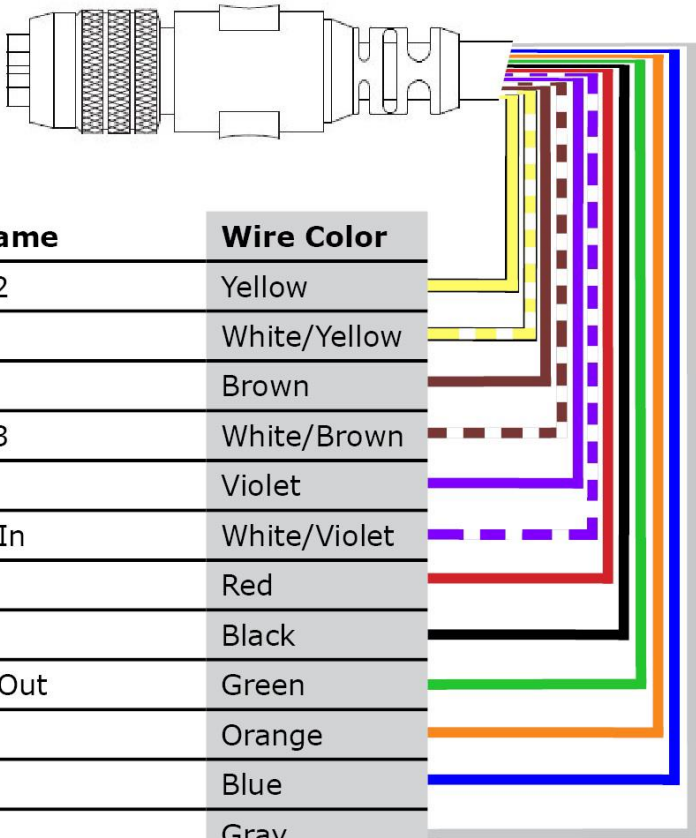 ame Wire Color
2 Yellow
White/Yellow
Brown
3 White/Brown
Violet
In White/Violet
Red
Black
Out Green
Orange
Blue
Gray